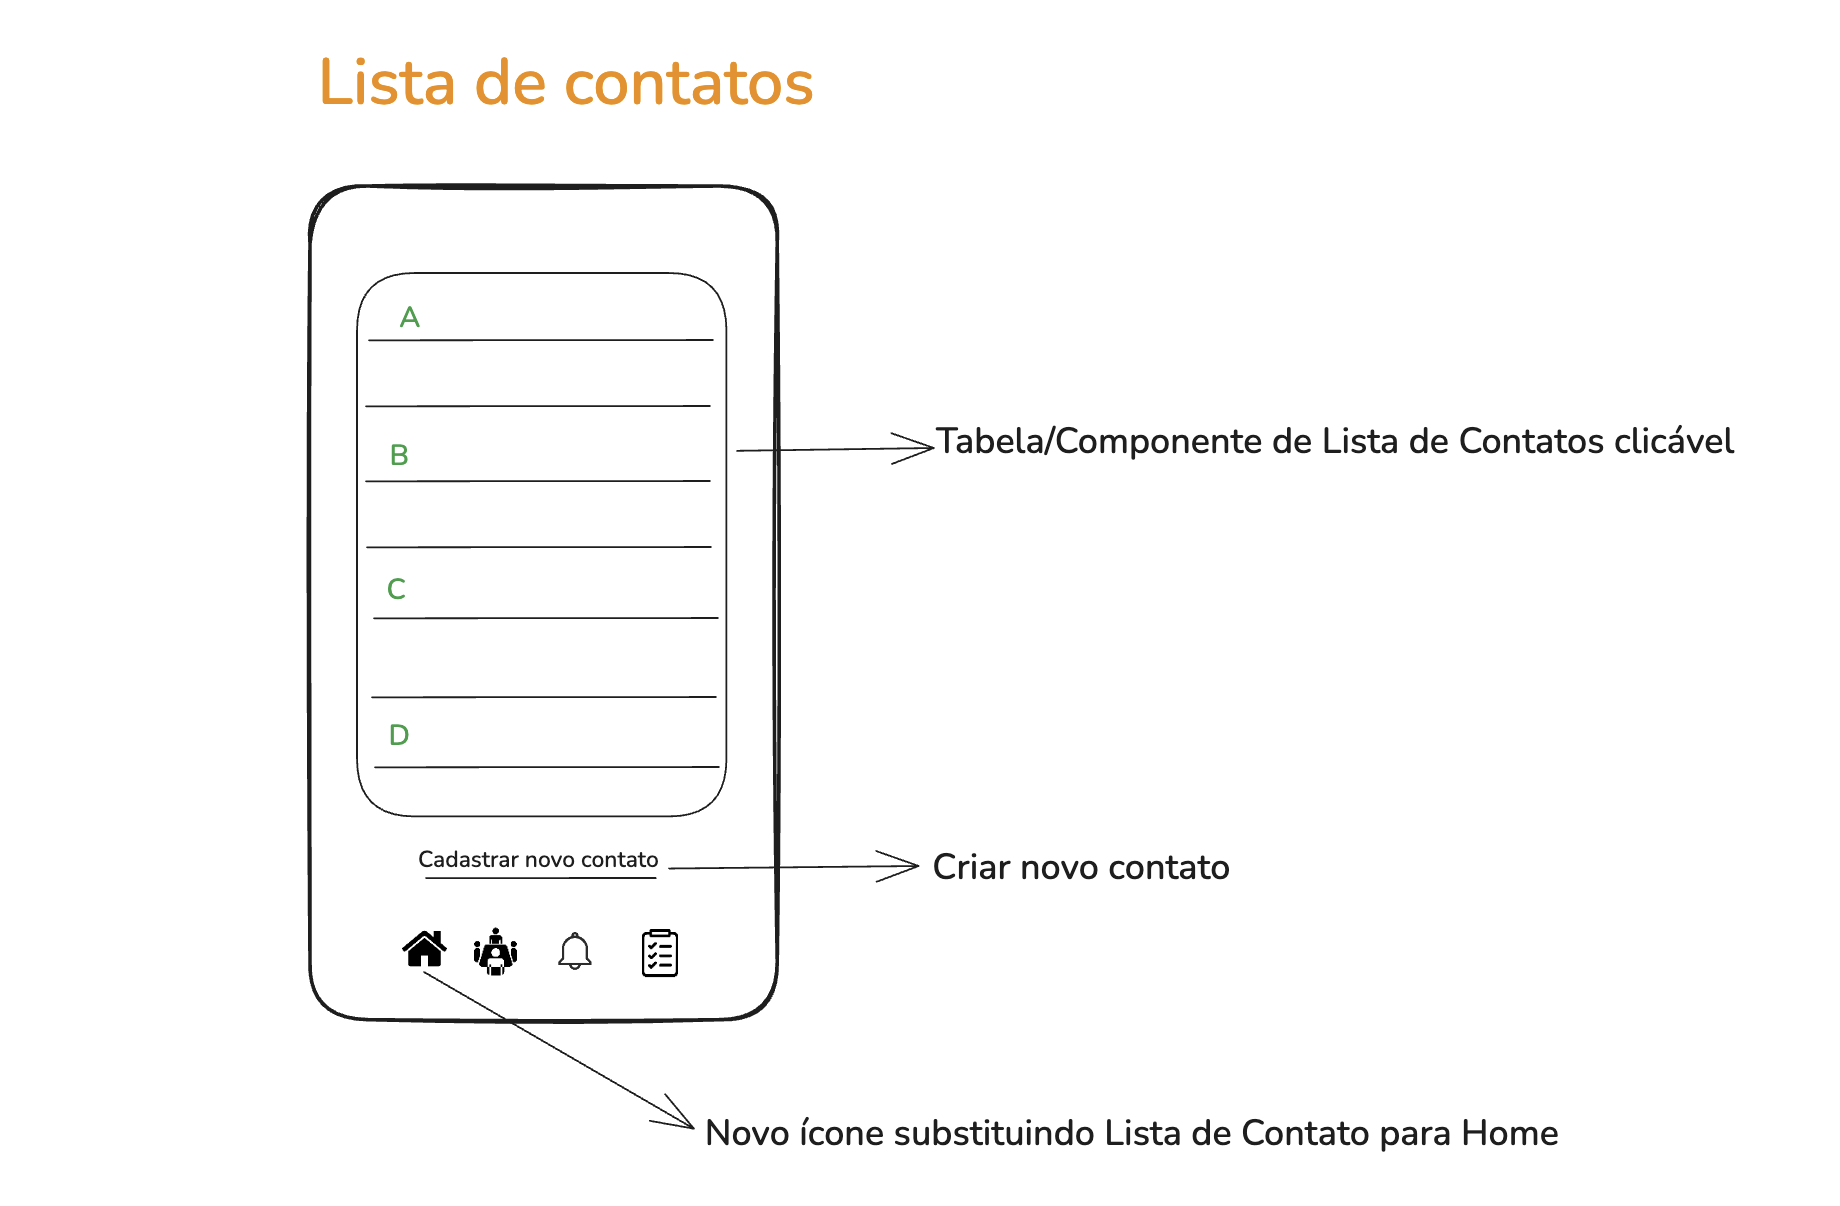 Lista de contatos
A
B
Tabela/Componente de Lista de Contatos clicável
C
D
Cadastrar novo contato
Criar novo contato
Novo ícone substituindo Lista de Contato para Home